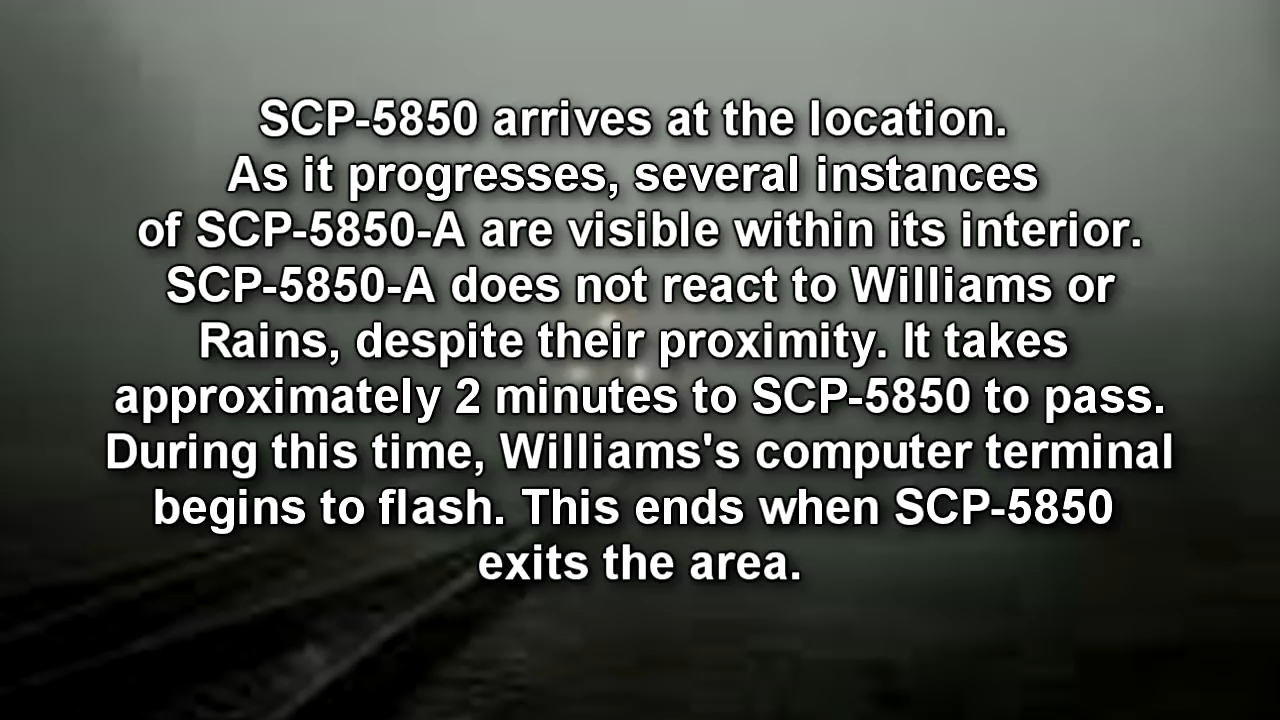 SCP-5850 arrives at the location.
As it progresses, several instances
of SCP-5850-A are visible within its interior.
SCP-5850-A does not react to Williams or
Rains, despite their proximity. It takes
approximately 2 minutes to SCP-5850 to pass.
During this time, Williams's computer terminal
begins to flash. This ends when SCP-5850
exits the area.